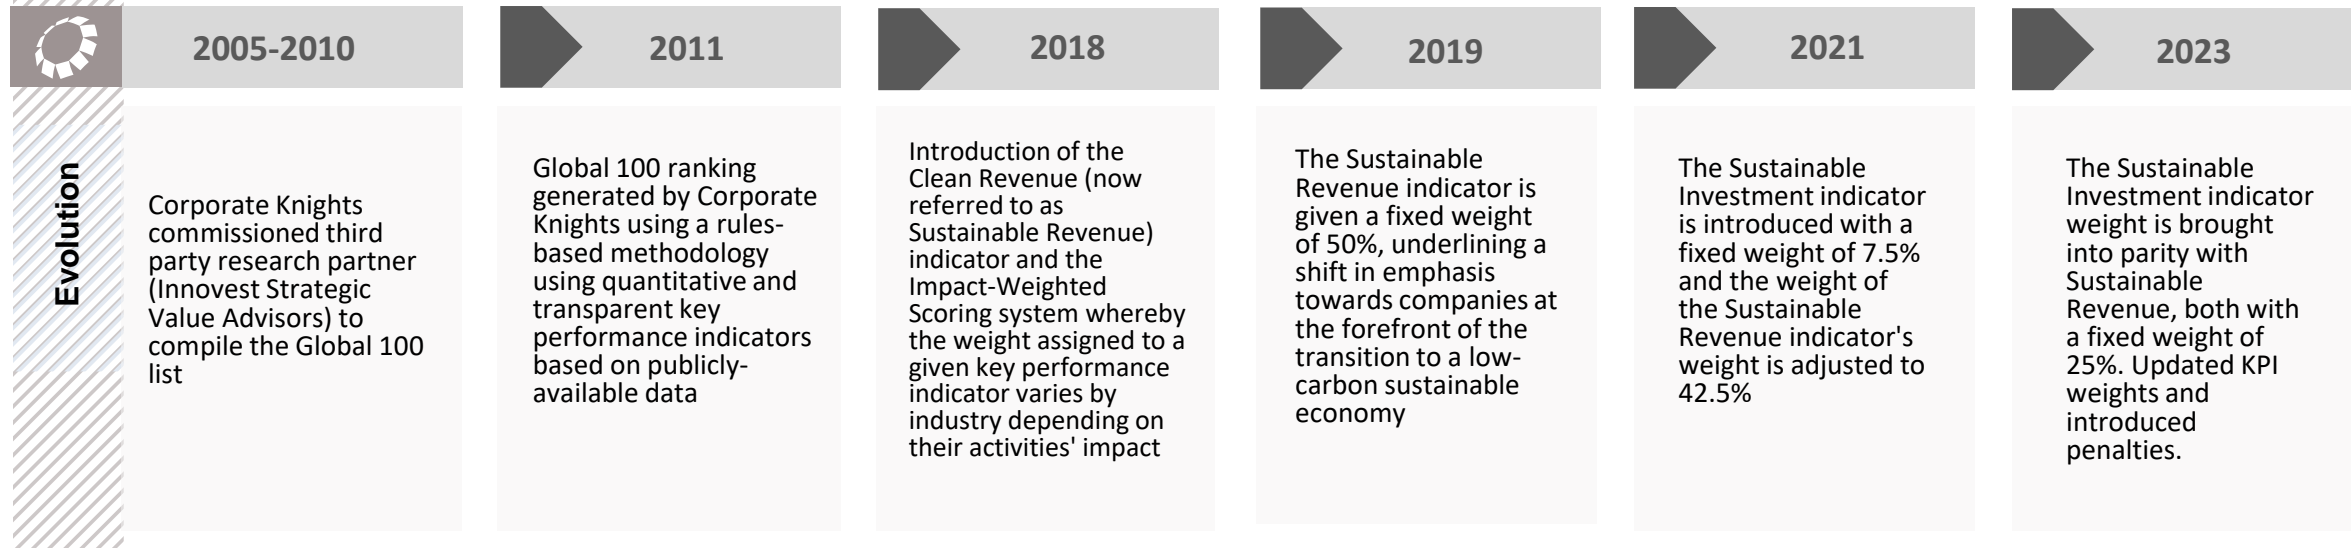 2005-2010
2011
2018
2019
2021
2023
Evolution
Corporate Knights
commissioned third
party research partner
(Innovest Strategic
Value Advisors) to
compile the Global 100
list
Global 100 ranking
generated by Corporate
Knights using a rules-
based methodology
using quantitative and
transparent key
performance indicators
based on publicly-
available data
Introduction of the
Clean Revenue (now
referred to as
Sustainable Revenue)
indicator and the
Impact-Weighted
Scoring system whereby
the weight assigned to a
given key performance
indicator varies by
industry depending on
their activities' impact
The Sustainable
Revenue indicator is
given a fixed weight
of 50%, underlining a
shift in emphasis
towards companies at
the forefront of the
transition to a low-
carbon sustainable
economy
The Sustainable
Investment indicator
is introduced with a
fixed weight of 7.5%
and the weight of
the Sustainable
Revenue indicator's
weight is adjusted to
42.5%
The Sustainable
Investment indicator
weight is brought
into parity with
Sustainable
Revenue, both with
a fixed weight of
25%. Updated KPI
weights and
introduced
penalties.